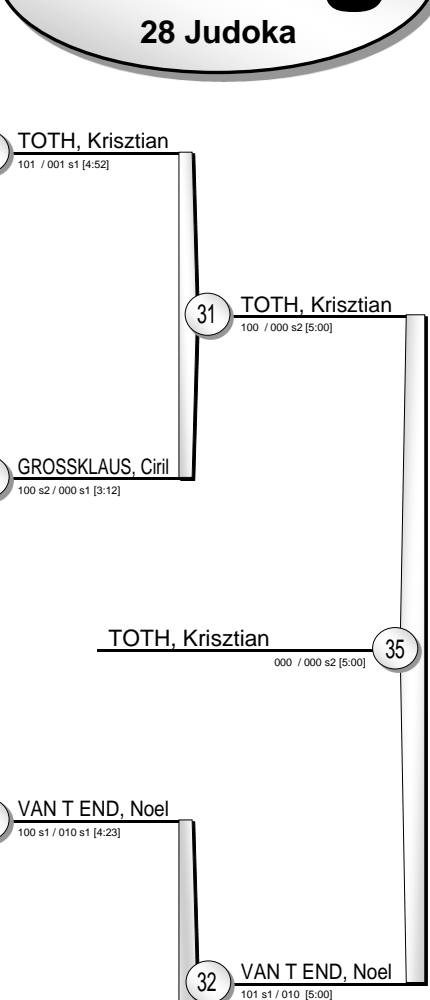 28 Judoka
TOTH, Krisztian
101 / 001 s1 [4:52]
31
TOTH, Krisztian
100 / 000 s2 [5:00]
GROSSKLAUS, Ciril
100 s2 / 000 s1 [3:12]
TOTH, Krisztian
35
000 / 000 s2 [5:00]
VAN T END, Noel
100 s1 / 010 s1 [4:23]
32
VAN T END, Noel
101 s1 / 010 [5:00]